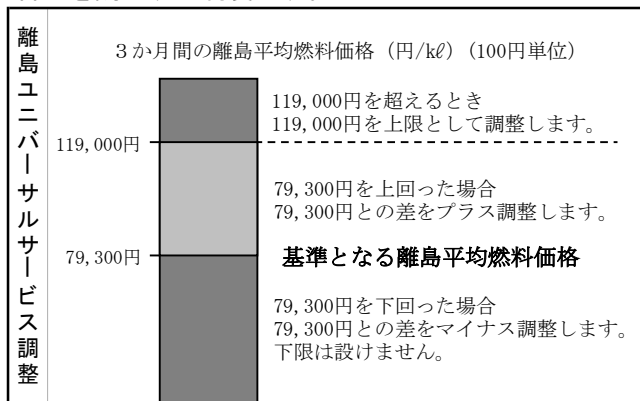 離島ユニバーサルサービス調整
３か月間の離島平均燃料価格（円/kℓ）（100円単位）
119,000円を超えるとき
119,000円を上限として調整します。
119,000円
79,300円を上回った場合
79,300円との差をプラス調整します。
79,300円
基準となる離島平均燃料価格
79,300円を下回った場合
79,300円との差をマイナス調整します。
下限は設けません。